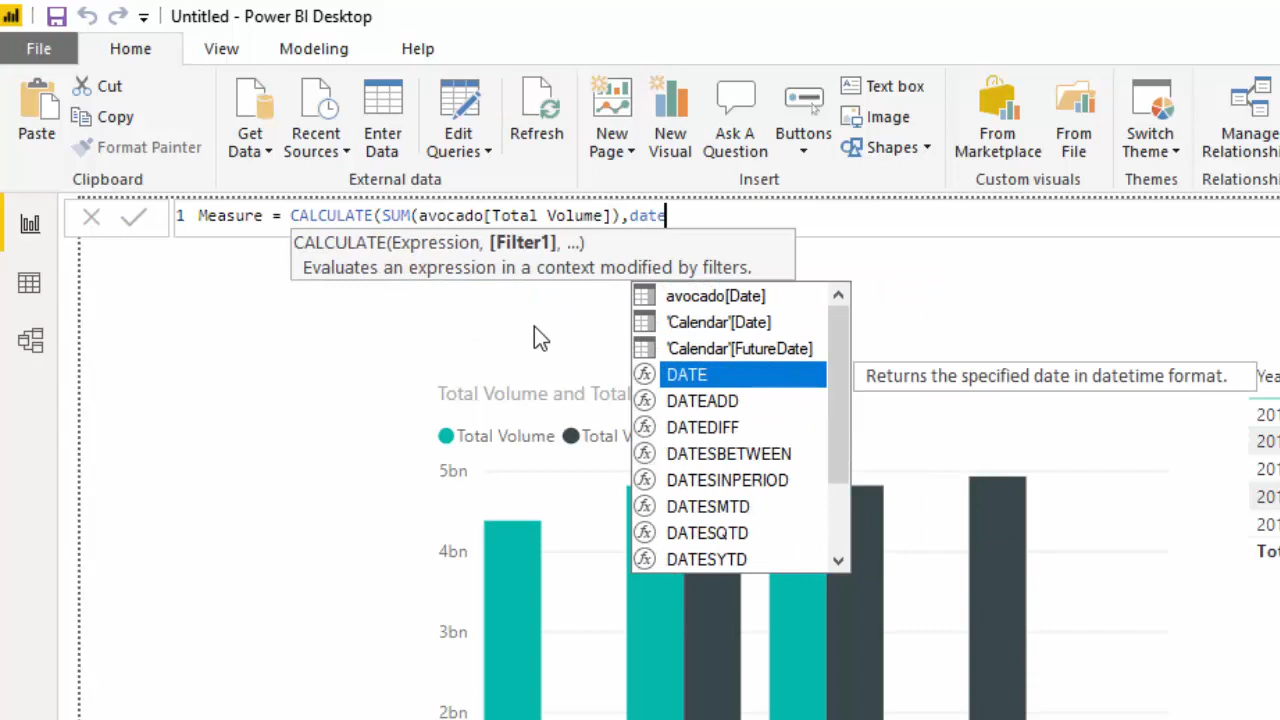 Untitled - Power BI Desktop
File Home View Modeling Help
Paste
Cut
Copy
Format Painter
Clipboard
Get Data
Recent Sources
Enter Data
Edit Queries
Refresh
External data
New Page
New Visual
Ask A Question
Buttons
Text box
Image
Shapes
Insert
From Marketplace
From File
Custom visuals
Switch Theme
Themes
Manage
1 Measure = CALCULATE(SUM(avocado[Total Volume]),date
CALCULATE(Expression, [Filter1], ...)
Evaluates an expression in a context modified by filters.
avocado[Date]
'Calendar'[Date]
'Calendar'[FutureDate]
DATE
DATEADD
DATEDIFF
DATESBETWEEN
DATESINPERIOD
DATESMTD
DATESQTD
DATESYTD
Returns the specified date in datetime format.
Total Volume and Total
Total Volume Total V
5bn
4bn
3bn
2bn